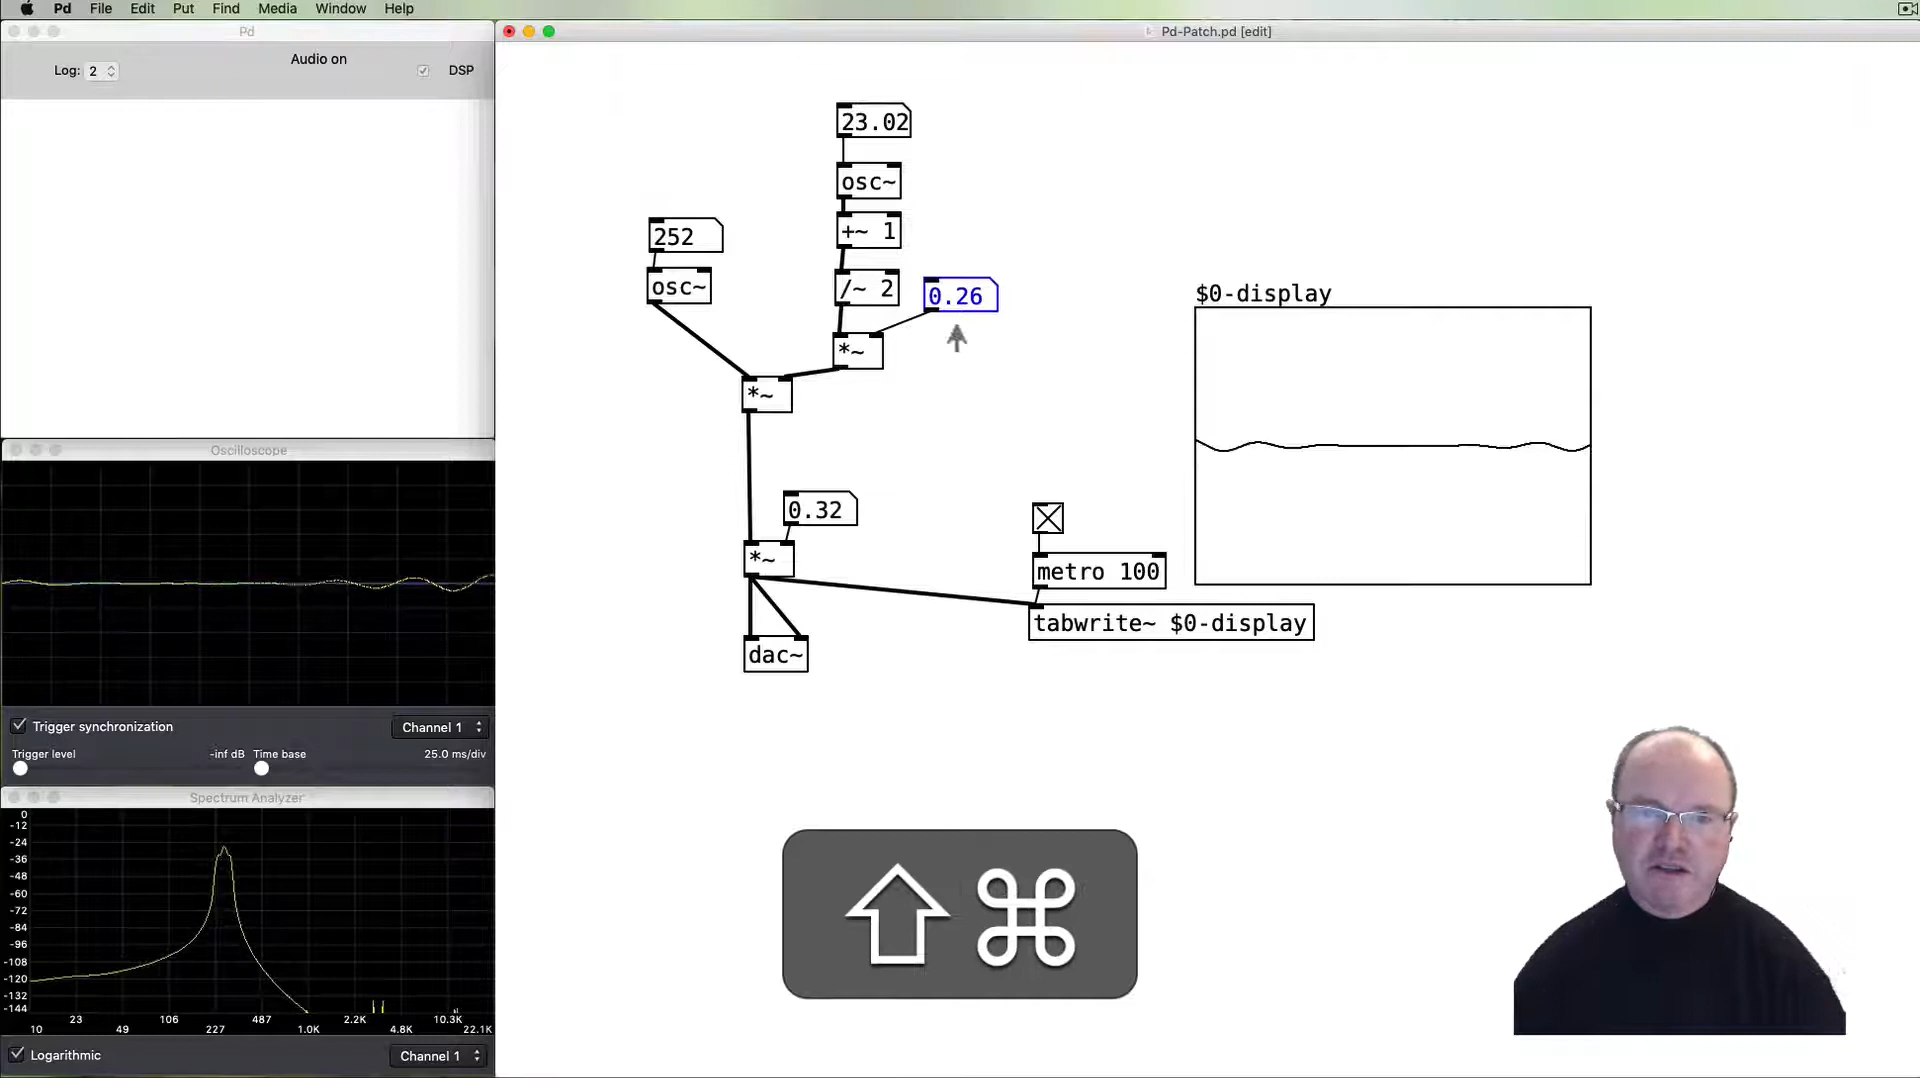 Pd File Edit Put Find Media Window Help
Pd
Audio on
Log: 2
DSP
Pd-Patch.pd [edit]
23.02
osc~
+~ 1
252
osc~
/~ 2
0.26
*~
*~
$0-display
0.32
*~
metro 100
tabwrite~ $0-display
dac~
Oscilloscope
Trigger synchronization
Channel 1
Trigger level
-inf dB
Time base
25.0 ms/div
Spectrum Analyzer
0
-12
-24
-36
-48
-60
-72
-84
-96
-108
-120
-132
-144
23 106 487 2.2K 10.3K
10 49 227 1.0K 4.8K 22.1K
Logarithmic
Channel 1